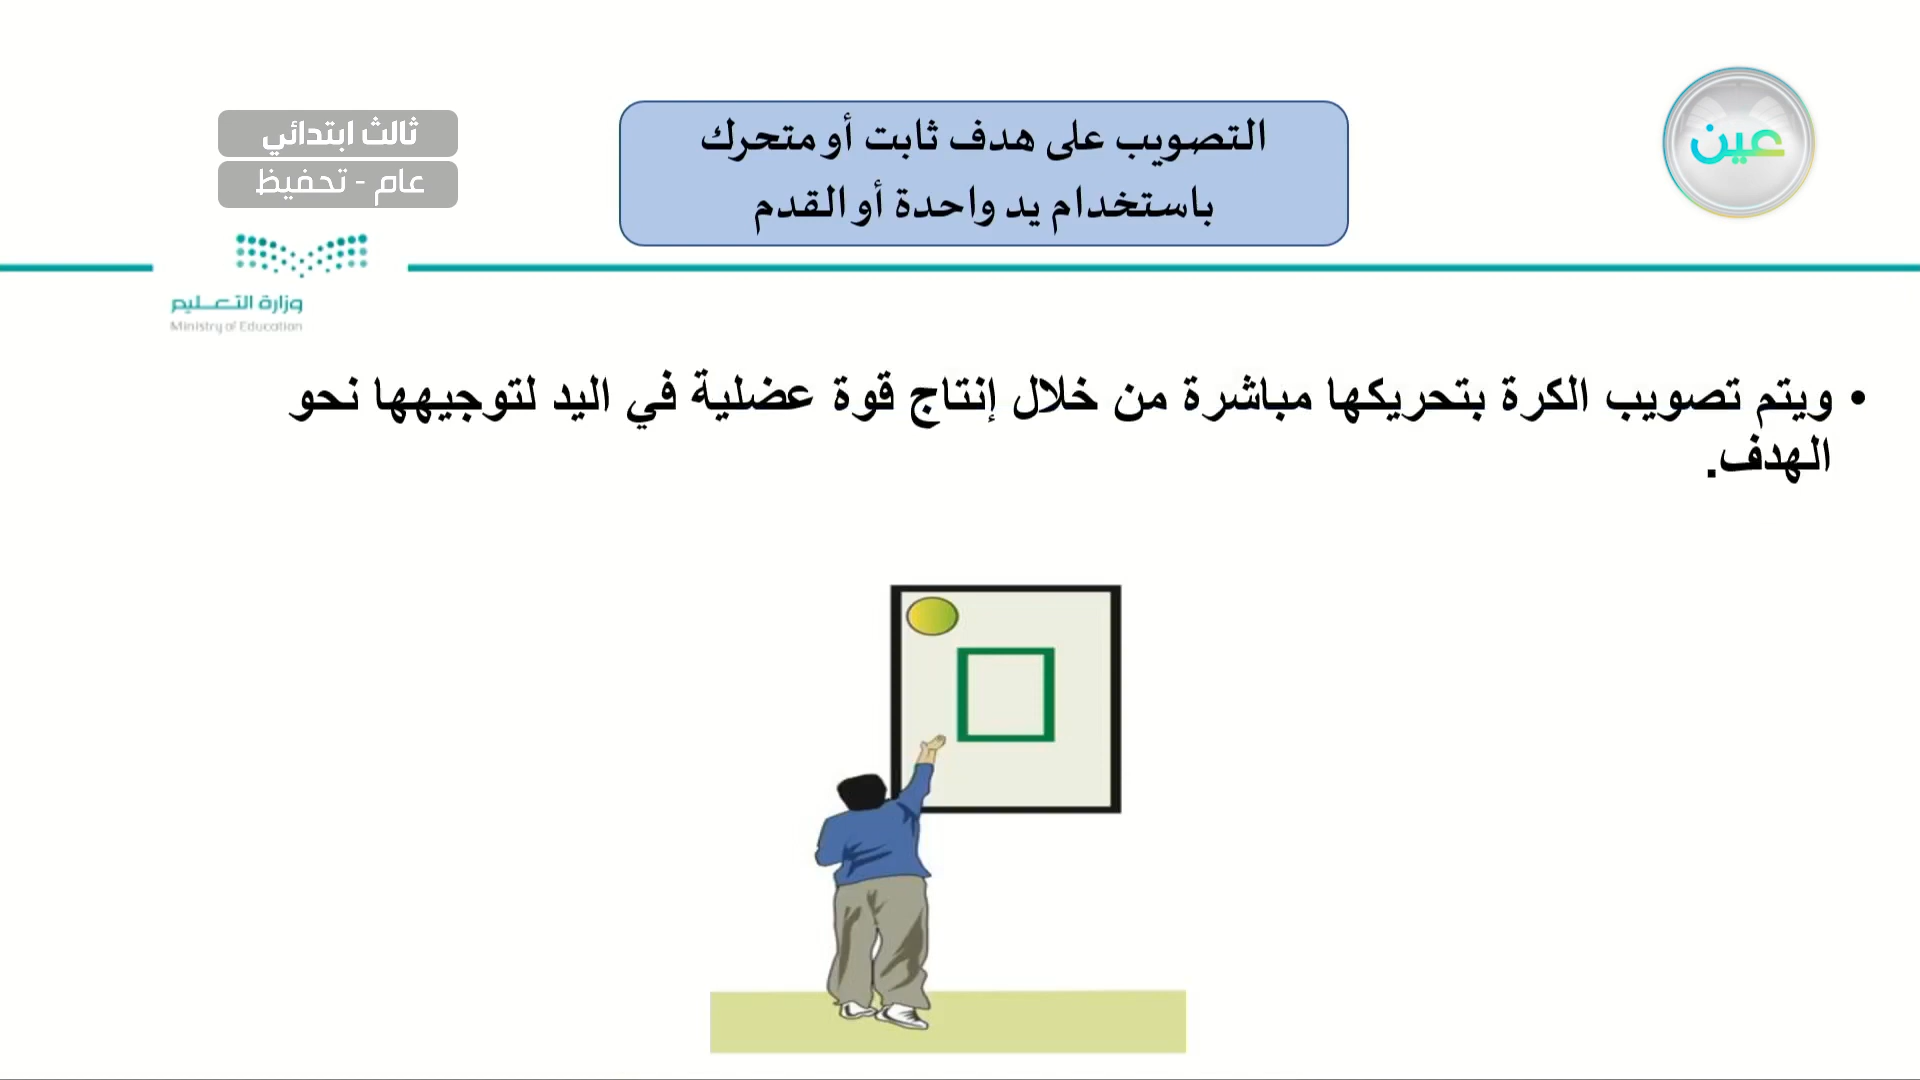 عين
التصويب على هدف ثابت أو متحرك
باستخدام يد واحدة أو القدم
ثالث ابتدائي
عام - تحفيظ
وزارة التعليم
Ministry of Education
• ويتم تصويب الكرة بتحريكها مباشرة من خلال إنتاج قوة عضلية في اليد لتوجيهها نحو
الهدف.